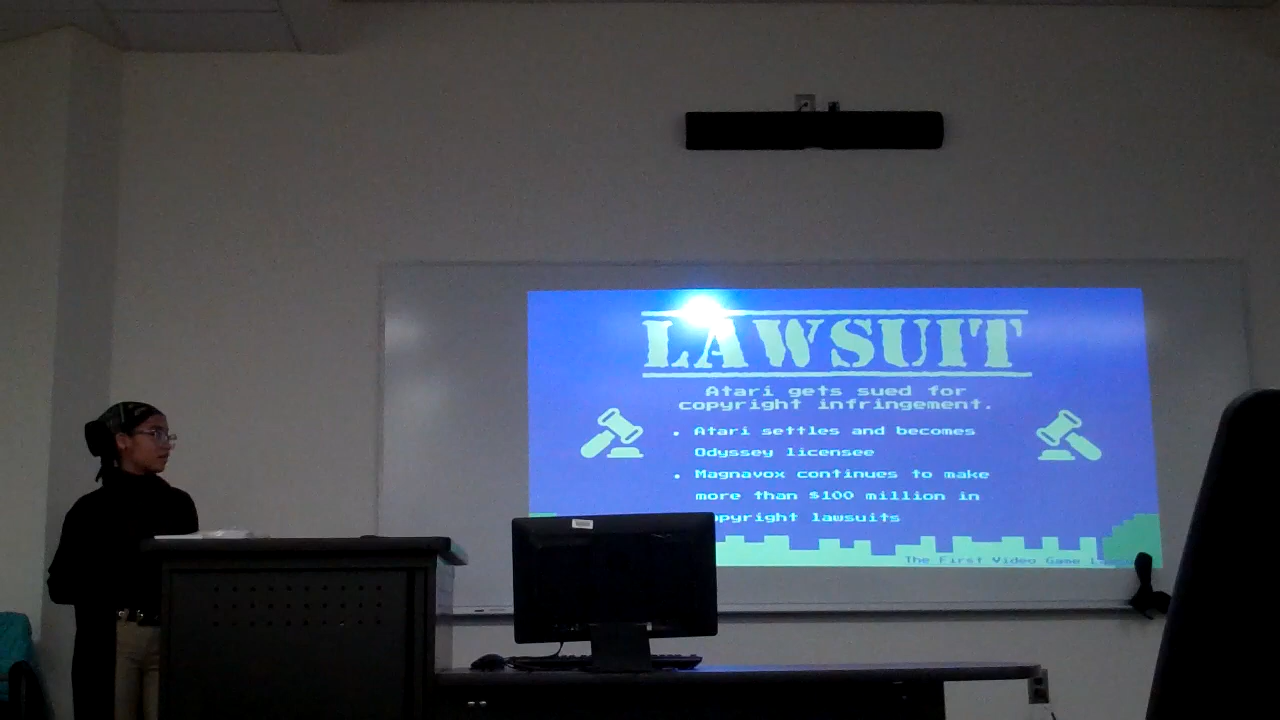 LAWSUIT
Atari gets sued for
copyright infringement.
. Atari settles and becomes
Odyssey licensee
. Magnavox continues to make
more than $100 million in
opyright lawsuits
The First Video Game